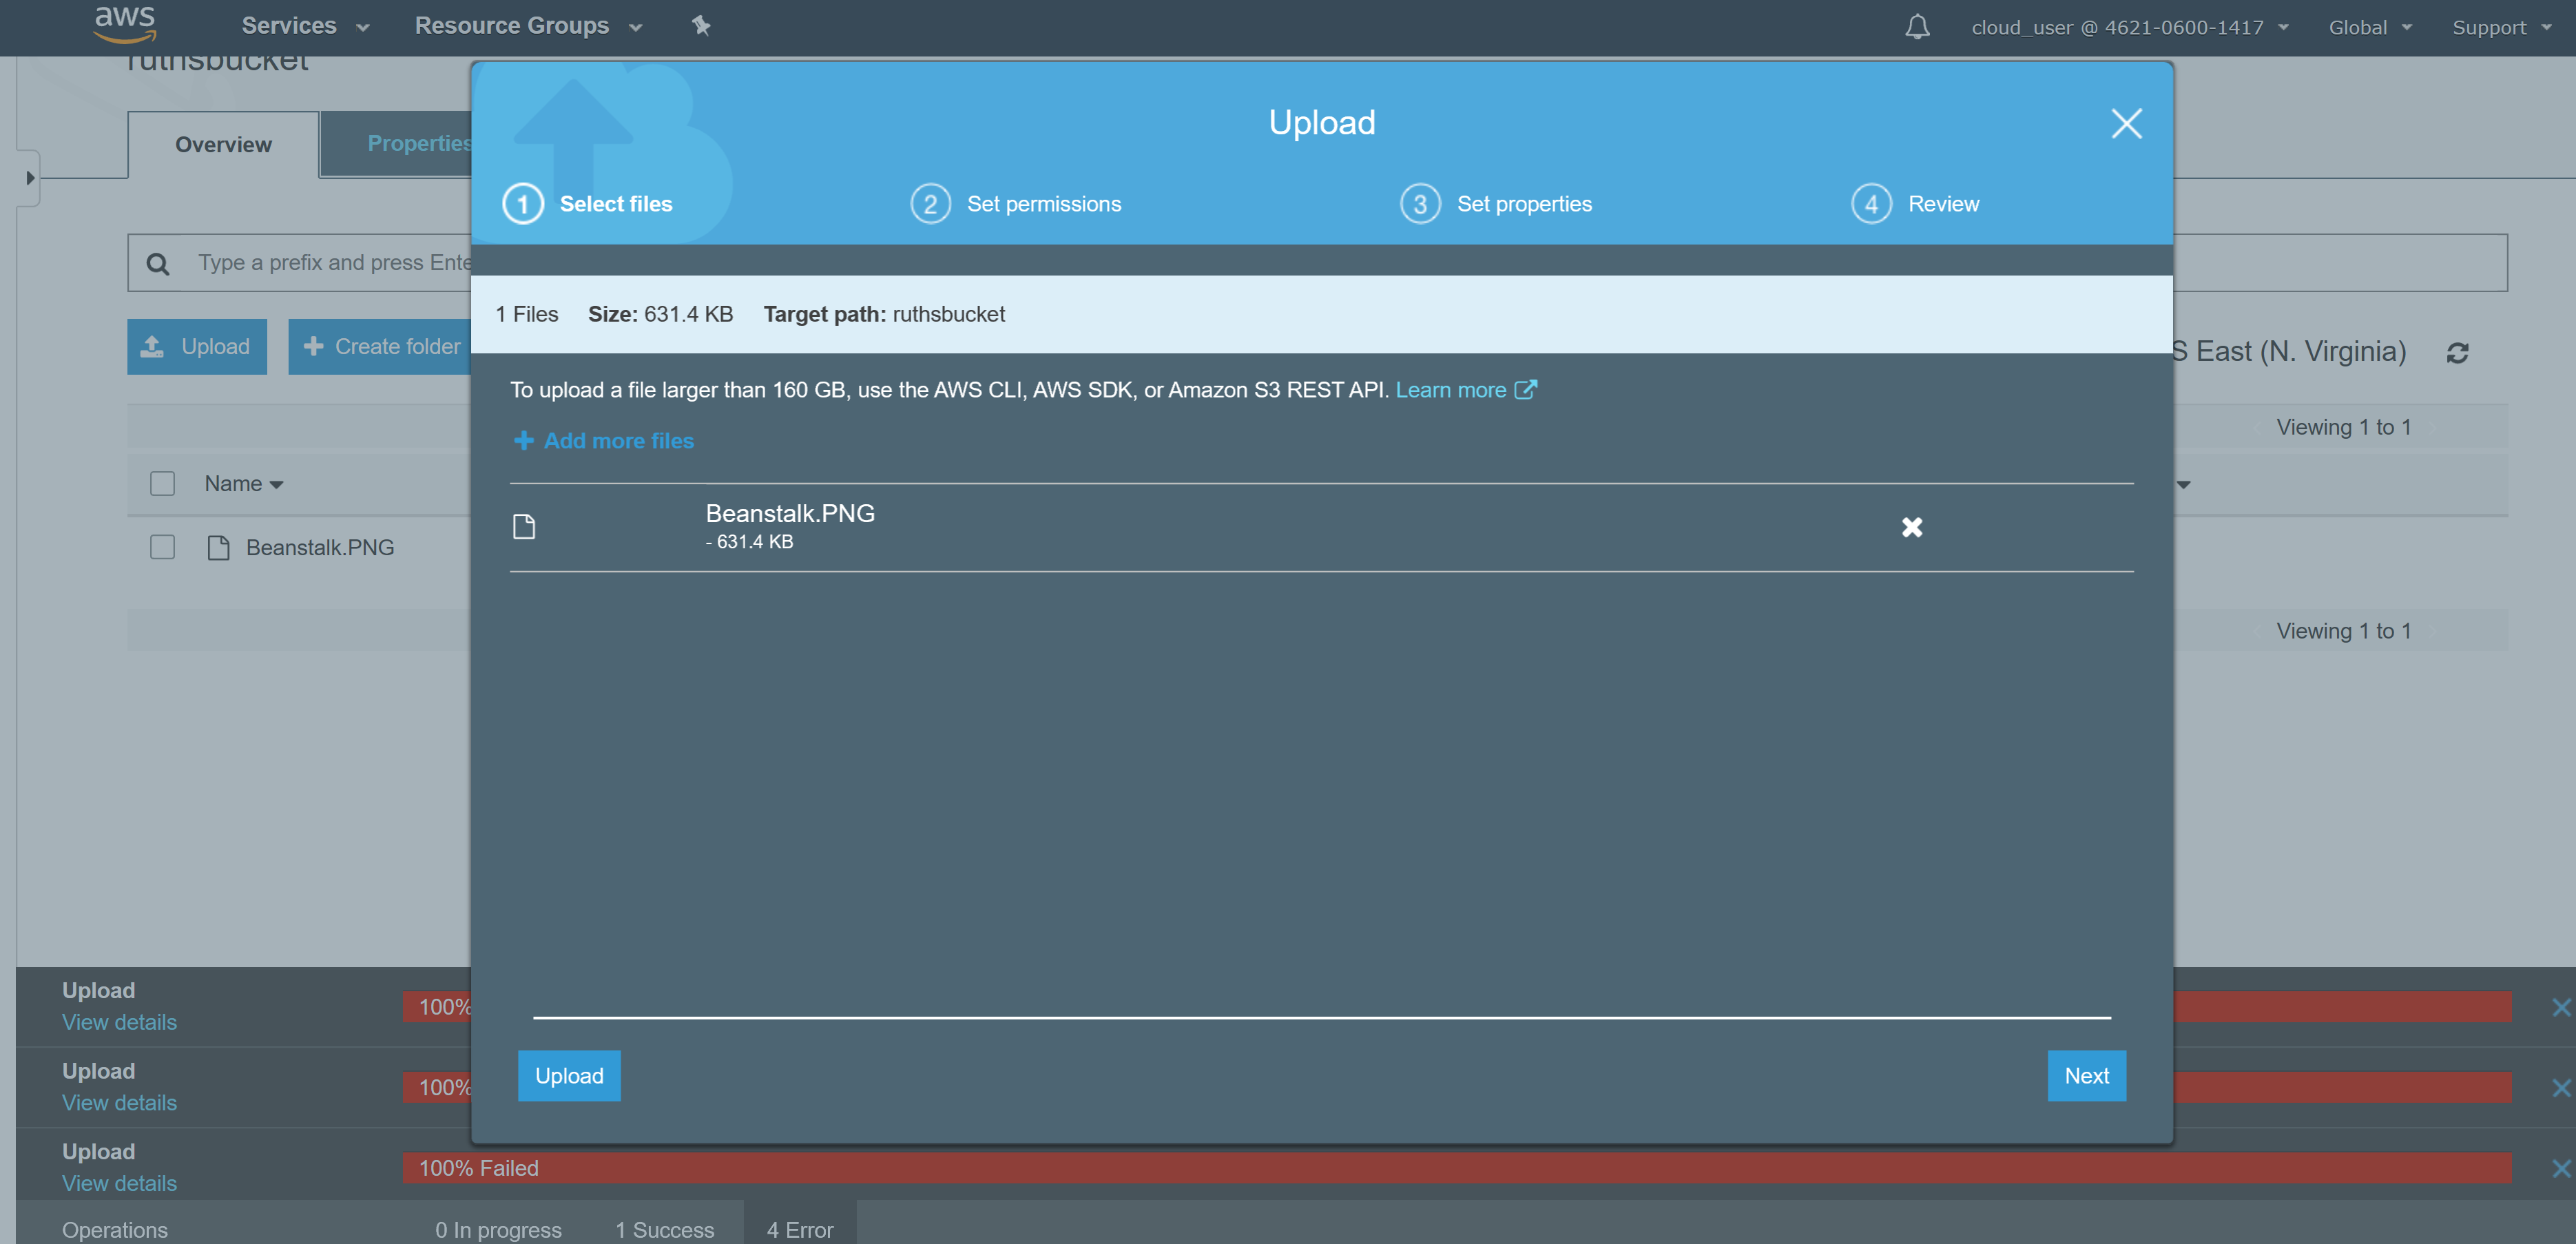 aws Services Resource Groups cloud_user @ 4621-0600-1417 Global Support
ruthsbucket
Overview Properties
Type a prefix and press Ente
Upload Create folder
S East (N. Virginia)
Viewing 1 to 1
Name
Beanstalk.PNG
Viewing 1 to 1
Upload
1 Select files 2 Set permissions 3 Set properties 4 Review
1 Files Size: 631.4 KB Target path: ruthsbucket
To upload a file larger than 160 GB, use the AWS CLI, AWS SDK, or Amazon S3 REST API. Learn more
Add more files
Beanstalk.PNG
- 631.4 KB
Upload Next
Upload
View details
100%
Upload
View details
100%
Upload
View details
100% Failed
Operations 0 In progress 1 Success 4 Error